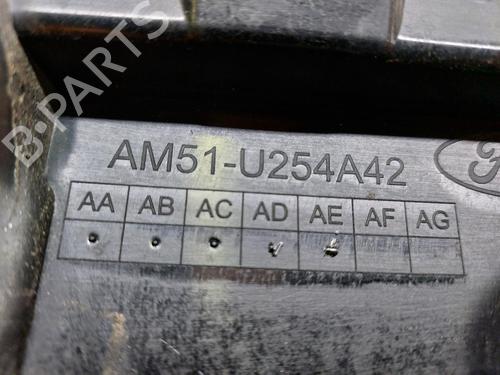 B-PARTS
AM51-U254A42
AA AB AC AD AE AF AG